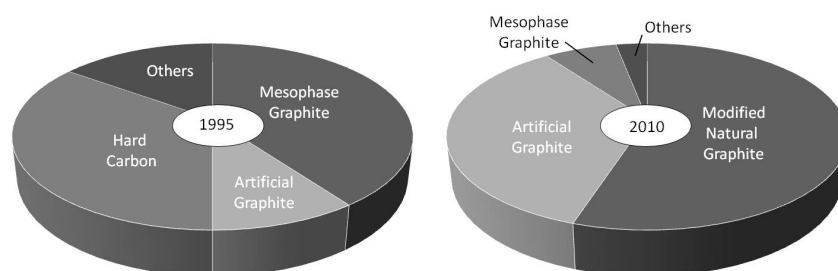 Others
Mesophase
Graphite
1995
Hard
Carbon
Artificial
Graphite
Mesophase
Graphite
Others
2010
Modified
Natural
Graphite
Artificial
Graphite